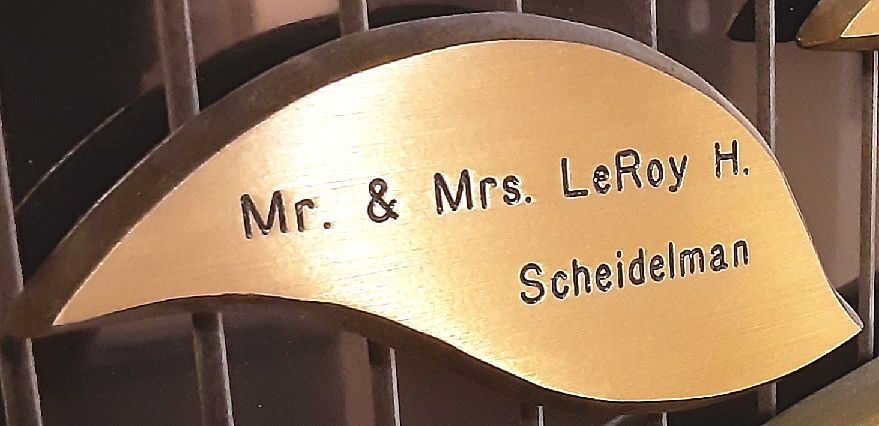 Mr. & Mrs. LeRoy H.
Scheidelman